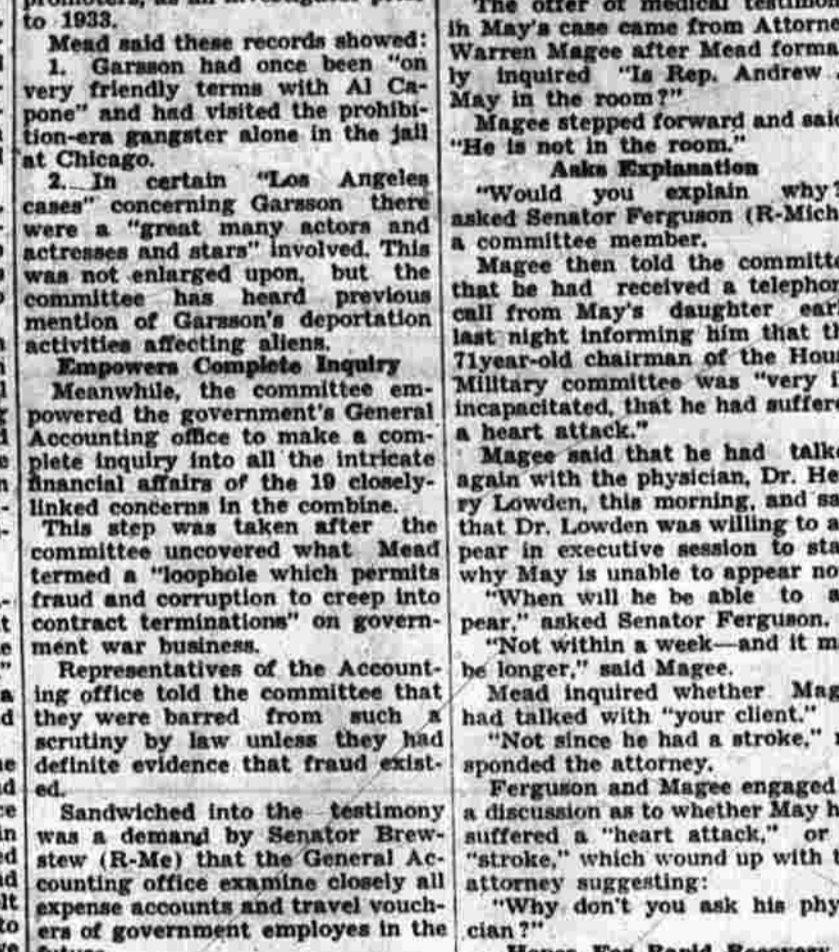 to 1933.
Mead said these records showed:
1. Garsson had once been "on
very friendly terms with Al Ca-
pone" and had visited the prohibi-
tion-era gangster alone in the jail
at Chicago.
2. In certain "Los Angeles
cases" concerning Garsson there
were a "great many actors and
actresses and stars" involved. This
was not enlarged upon, but the
committee has heard previous
mention of Garsson's deportation
activities affecting aliens.
Empowers Complete Inquiry
Meanwhile, the committee em-
powered the government's General
Accounting office to make a com-
plete inquiry into all the intricate
financial affairs of the 19 closely-
linked concerns in the combine.
This step was taken after the
committee uncovered what Mead
termed a "loophole which permits
fraud and corruption to creep into
contract terminations" on govern-
ment war business.
Representatives of the Account-
ing office told the committee that
they were barred from such a
scrutiny by law unless they had
definite evidence that fraud exist-
ed.
Sandwiched into the testimony
was a demand by Senator Brew-
stew (R-Me) that the General Ac-
counting office examine closely all
expense accounts and travel vouch-
ers of government employes in the
The offer of medical
in May's case came from Attorn
Warren Magee after Mead forma
ly inquired "Is Rep. Andrew
May in the room?"
Magee stepped forward and said
"He is not in the room."
Asks Explanation
"Would you explain why,
asked Senator Ferguson (R-Mich
a committee member.
Magee then told the committe
that he had received a telephon
call from May's daughter earl
last night informing him that th
71year-old chairman of the Hou
Military committee was "very
incapacitated, that he had suffere
a heart attack."
Magee said that he had talke
again with the physician, Dr. He
ry Lowden, this morning, and sa
that Dr. Lowden was willing to a
pear in executive session to sta
why May is unable to appear no
"When will he be able to a
pear," asked Senator Ferguson.
"Not within a week—and it m
be longer," said Magee.
Mead inquired whether Mag
had talked with "your client."
"Not since he had a stroke," r
sponded the attorney.
Ferguson and Magee engaged
a discussion as to whether May h
suffered a "heart attack," or
"stroke," which wound up with t
attorney suggesting:
"Why don't you ask his phy
cian?"